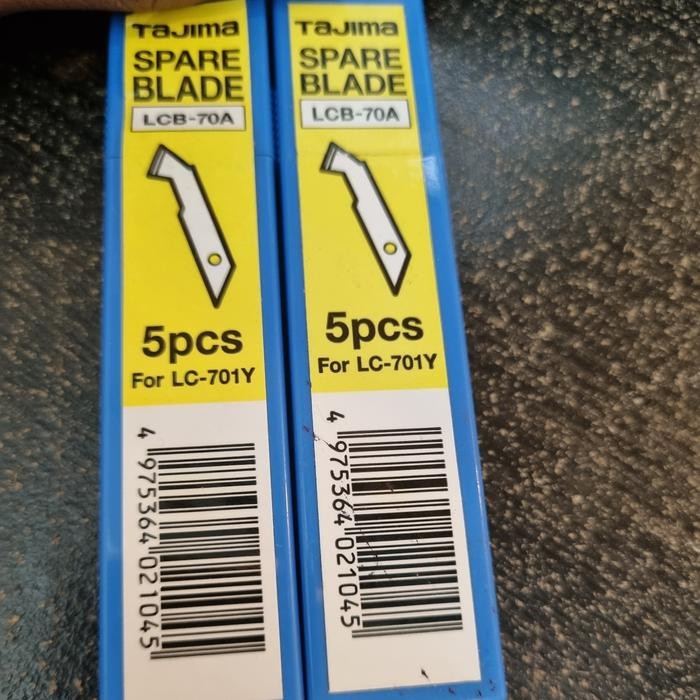 TaJima
SPARE
BLADE
LCB-70A
5pcs
For LC-701Y
4 975364 021045
TaJima
SPARE
BLADE
LCB-70A
5pcs
For LC-701Y
4 975364 021045